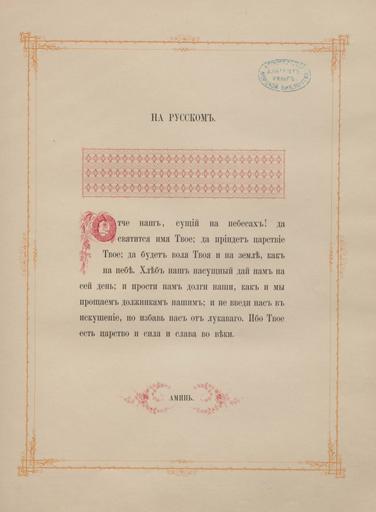 НА РУССКОМЪ.
Отче нашъ, сущій на небесахъ! да
святится имя Твое; да пріидетъ царствіе
Твое; да будетъ воля Твоя и на землѣ, какъ
на небѣ. Хлѣбъ нашъ насущный дай намъ на
сей день; и прости намъ долги наши, какъ и мы
прощаемъ должникамъ нашимъ; и не введи насъ въ
искушеніе, но избавь насъ отъ лукаваго. Ибо Твое
есть царство и сила и слава во вѣки.
АМИНЬ.